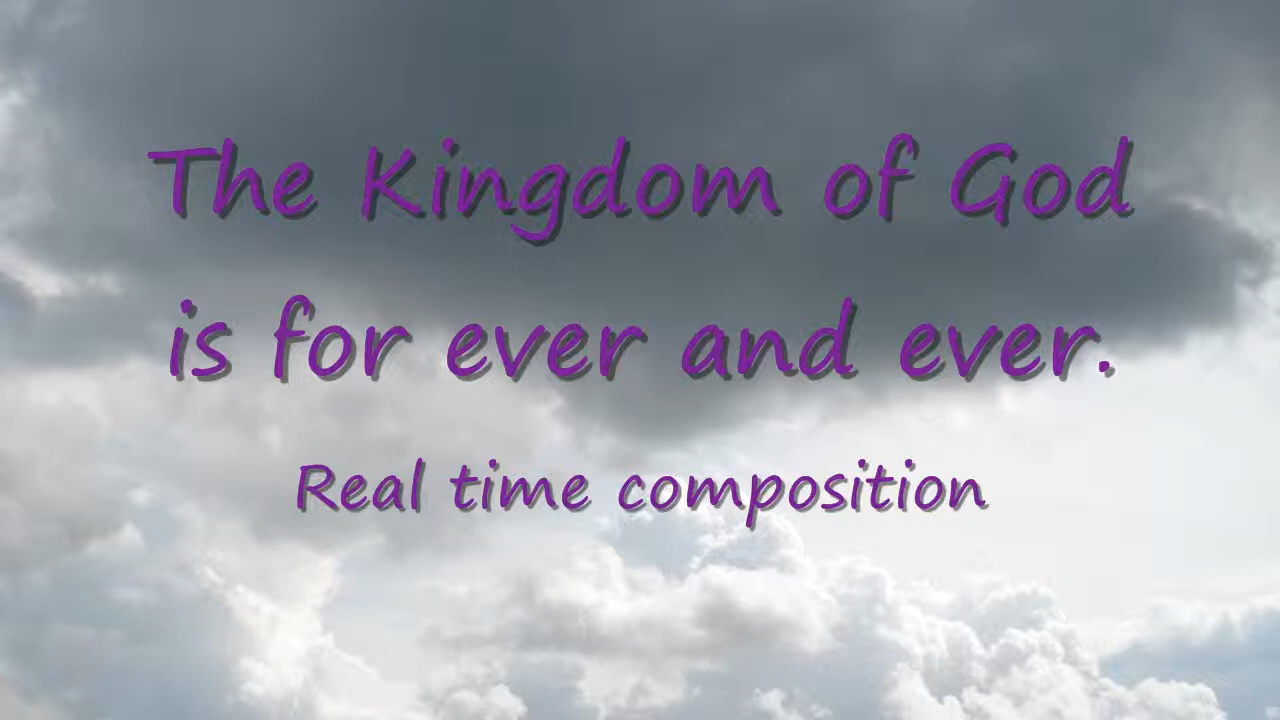 The Kingdom of God
is for ever and ever.
Real time composition